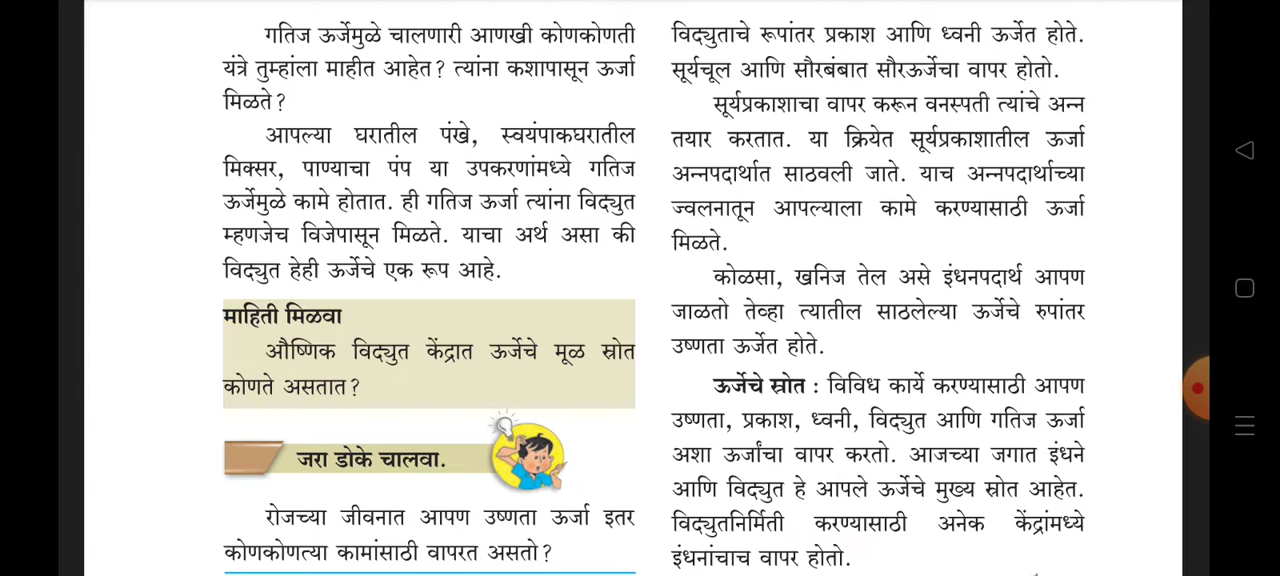 गतिज ऊर्जेमुळे चालणारी आणखी कोणकोणती
यंत्रे तुम्हांला माहीत आहेत? त्यांना कशापासून ऊर्जा
मिळते?
आपल्या घरातील पंखे, स्वयंपाकघरातील
मिक्सर, पाण्याचा पंप या उपकरणांमध्ये गतिज
ऊर्जेमुळे कामे होतात. ही गतिज ऊर्जा त्यांना विद्युत
म्हणजेच विजेपासून मिळते. याचा अर्थ असा की
विद्युत हेही ऊर्जेचे एक रूप आहे.
माहिती मिळवा
औष्णिक विद्युत केंद्रात ऊर्जेचे मूळ स्रोत
कोणते असतात?
जरा डोके चालवा.
रोजच्या जीवनात आपण उष्णता ऊर्जा इतर
कोणकोणत्या कामांसाठी वापरत असतो?
विद्युताचे रूपांतर प्रकाश आणि ध्वनी ऊर्जेत होते.
सूर्यचूल आणि सौरबंबात सौरऊर्जेचा वापर होतो.
सूर्यप्रकाशाचा वापर करून वनस्पती त्यांचे अन्न
तयार करतात. या क्रियेत सूर्यप्रकाशातील ऊर्जा
अन्नपदार्थात साठवली जाते. याच अन्नपदार्थाच्या
ज्वलनातून आपल्याला कामे करण्यासाठी ऊर्जा
मिळते.
कोळसा, खनिज तेल असे इंधनपदार्थ आपण
जाळतो तेव्हा त्यातील साठलेल्या ऊर्जेचे रुपांतर
उष्णता ऊर्जेत होते.
ऊर्जेचे स्रोत : विविध कार्ये करण्यासाठी आपण
उष्णता, प्रकाश, ध्वनी, विद्युत आणि गतिज ऊर्जा
अशा ऊर्जांचा वापर करतो. आजच्या जगात इंधने
आणि विद्युत हे आपले ऊर्जेचे मुख्य स्रोत आहेत.
विद्युतनिर्मिती करण्यासाठी अनेक केंद्रांमध्ये
इंधनांचाच वापर होतो.